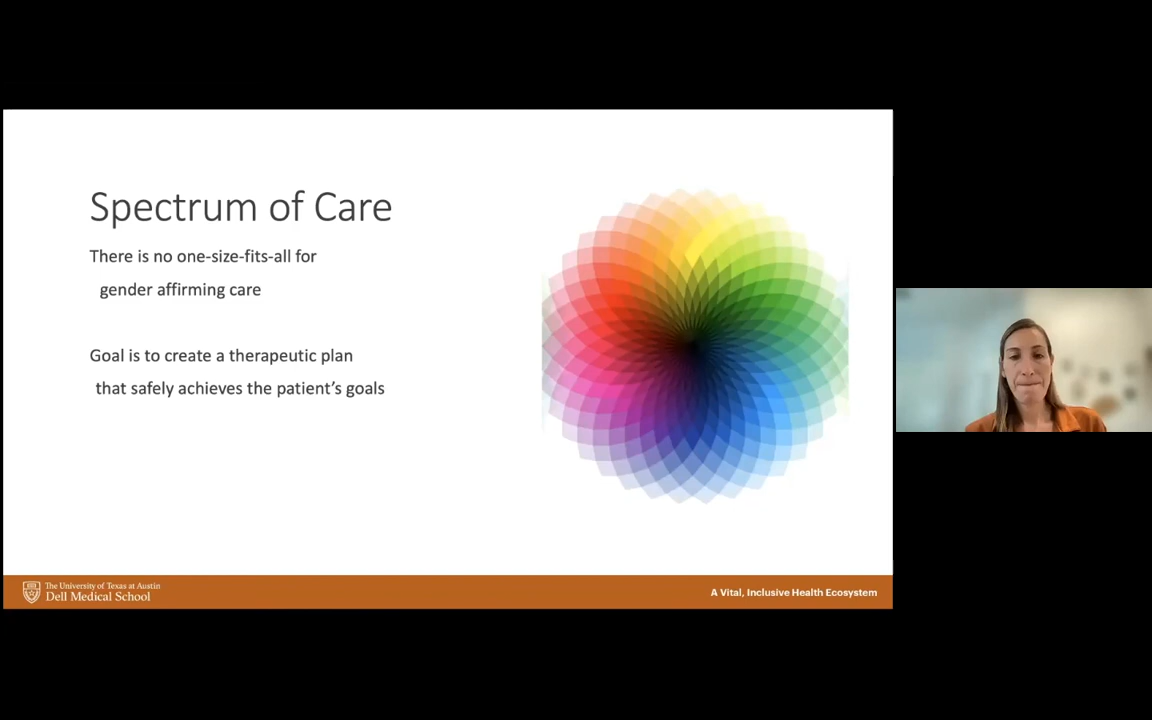 Spectrum of Care
There is no one-size-fits-all for
gender affirming care
Goal is to create a therapeutic plan
that safely achieves the patient’s goals
The University of Texas at Austin
Dell Medical School
A Vital, Inclusive Health Ecosystem